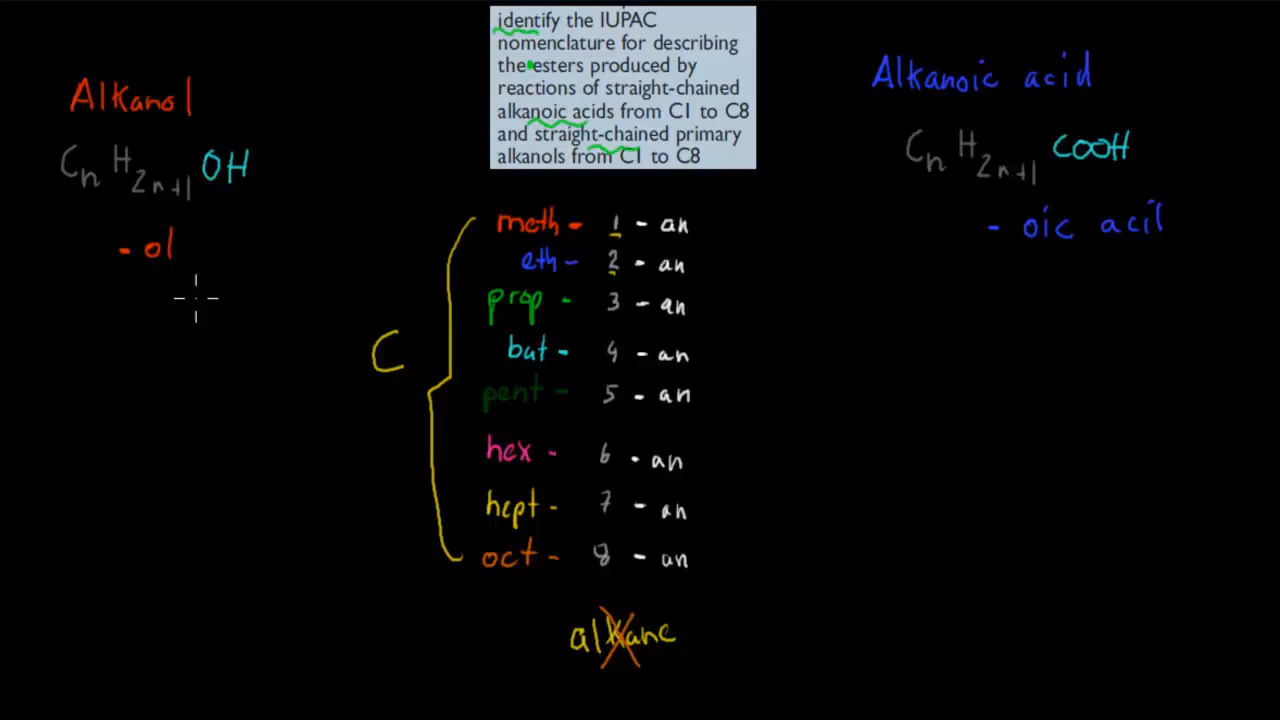 identify the IUPAC
nomenclature for describing
the esters produced by
reactions of straight-chained
alkanoic acids from C1 to C8
and straight-chained primary
alkanols from C1 to C8
Alkanol
CnH2n+1OH
- ol
Alkanoic acid
CnH2n+1COOH
- oic acil
C
meth - 1 - an
eth - 2 - an
prop - 3 - an
but - 4 - an
pent - 5 - an
hex - 6 - an
hept - 7 - an
oct - 8 - an
alkane